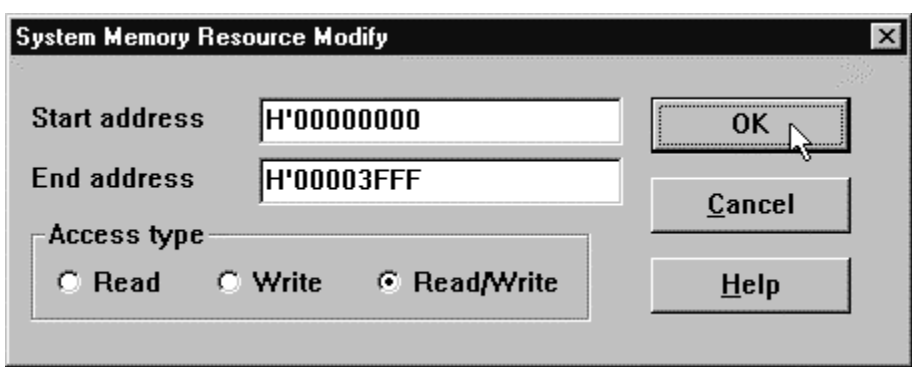 System Memory Resource Modify
Start address H'00000000 OK
End address H'00003FFF
Cancel
Access type
Read Write Read/Write Help